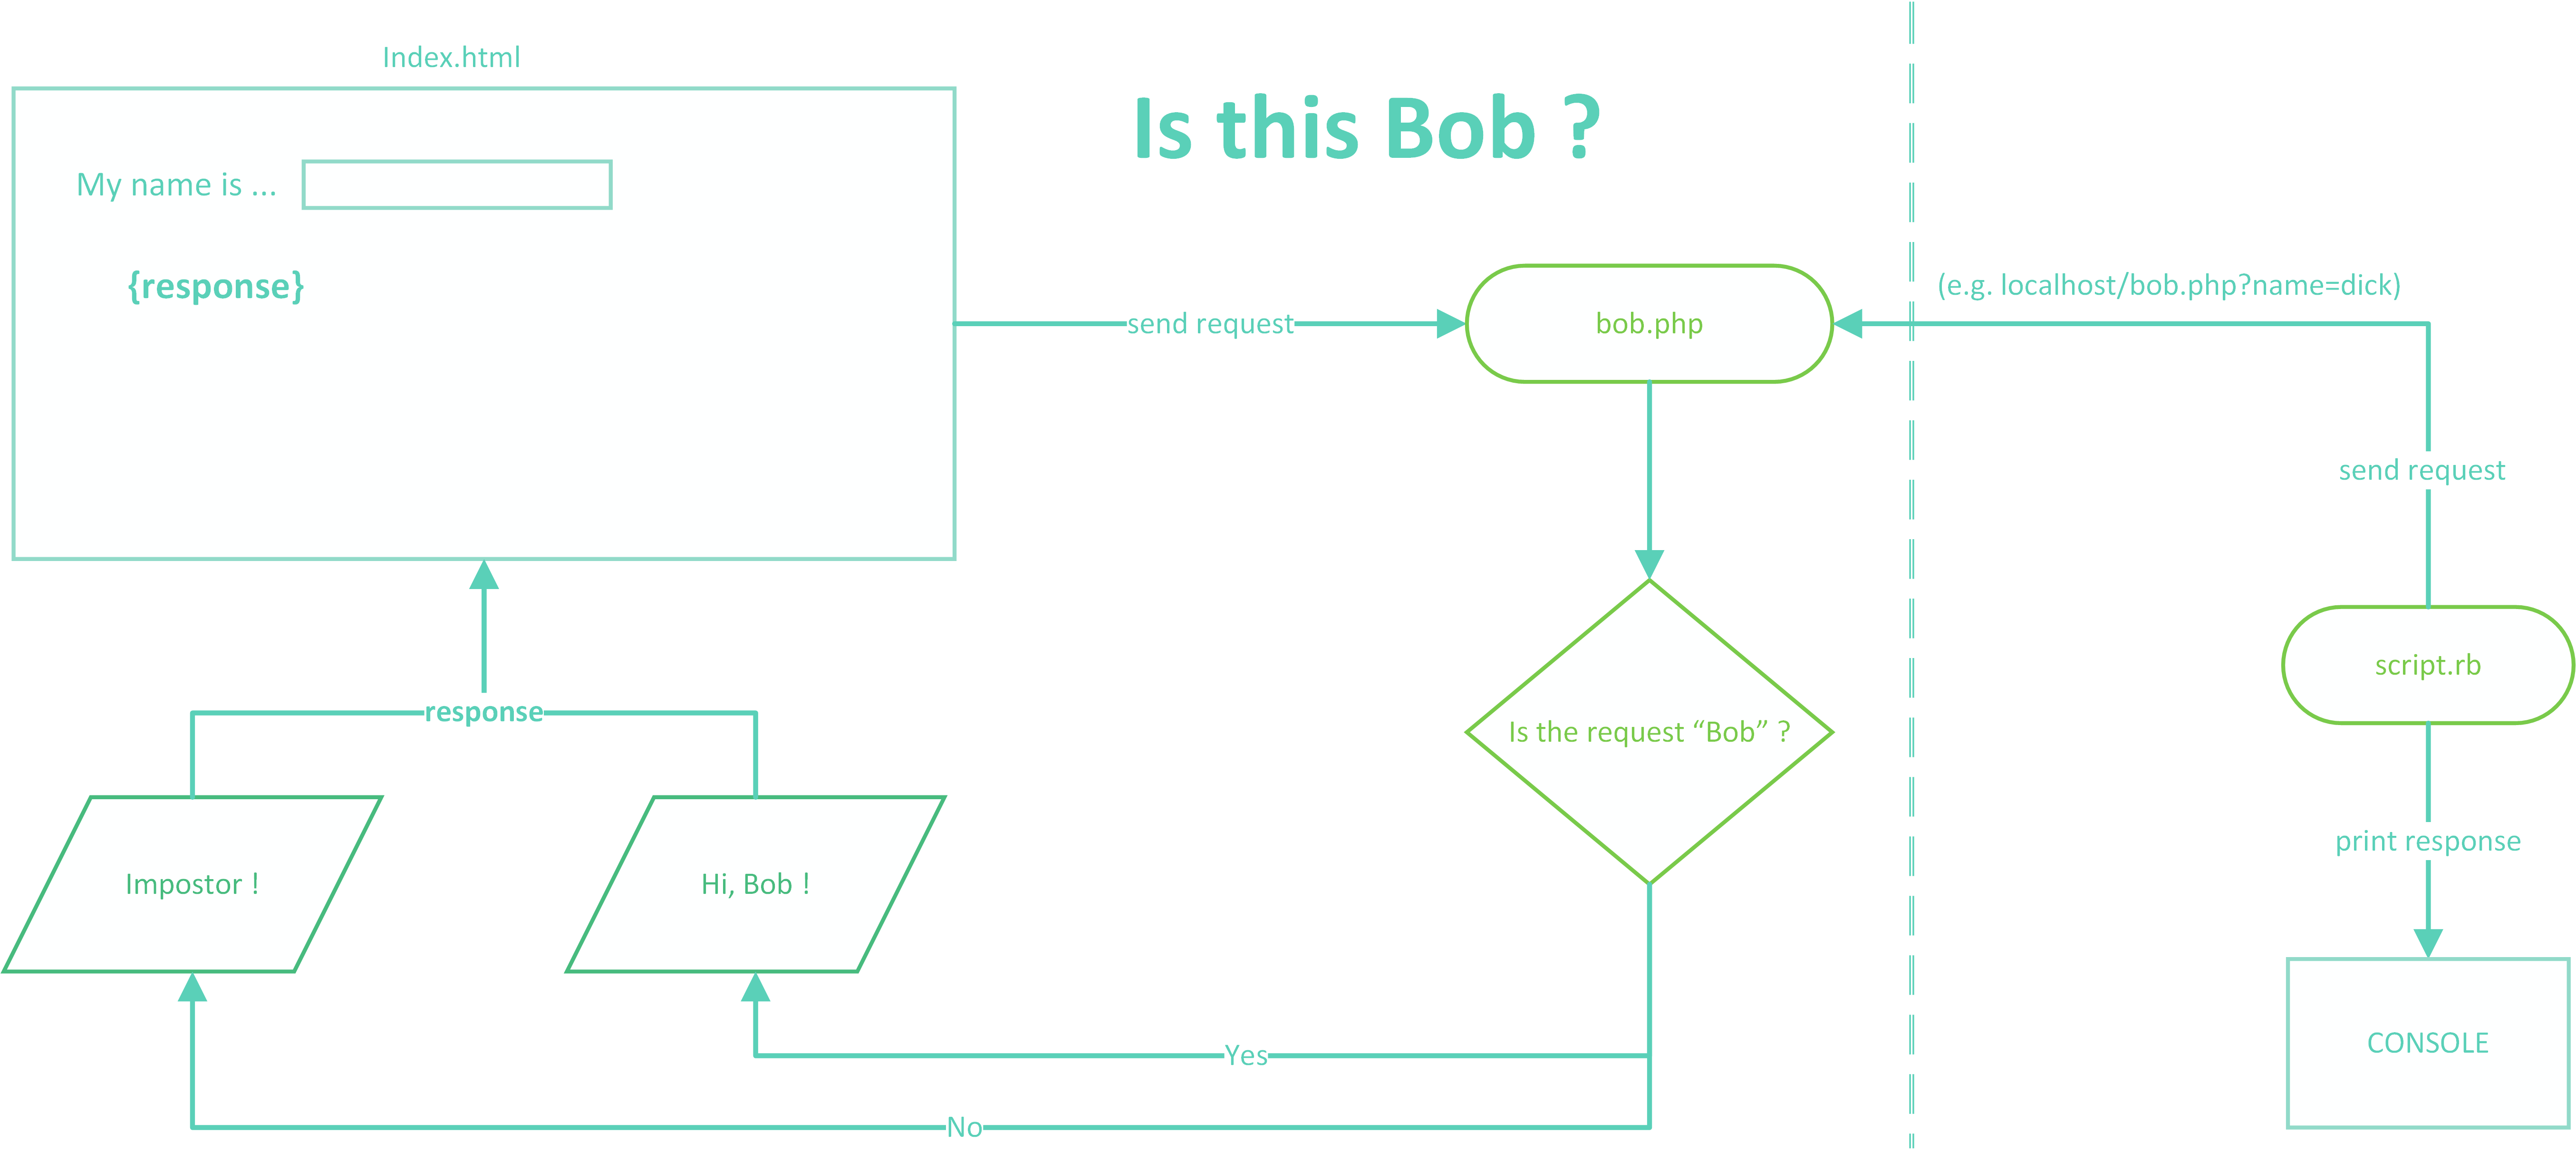 Index.html
Is this Bob ?
My name is ...
{response}
send request
bob.php
(e.g. localhost/bob.php?name=dick)
send request
script.rb
Is the request “Bob” ?
response
print response
Impostor !
Hi, Bob !
Yes
No
CONSOLE